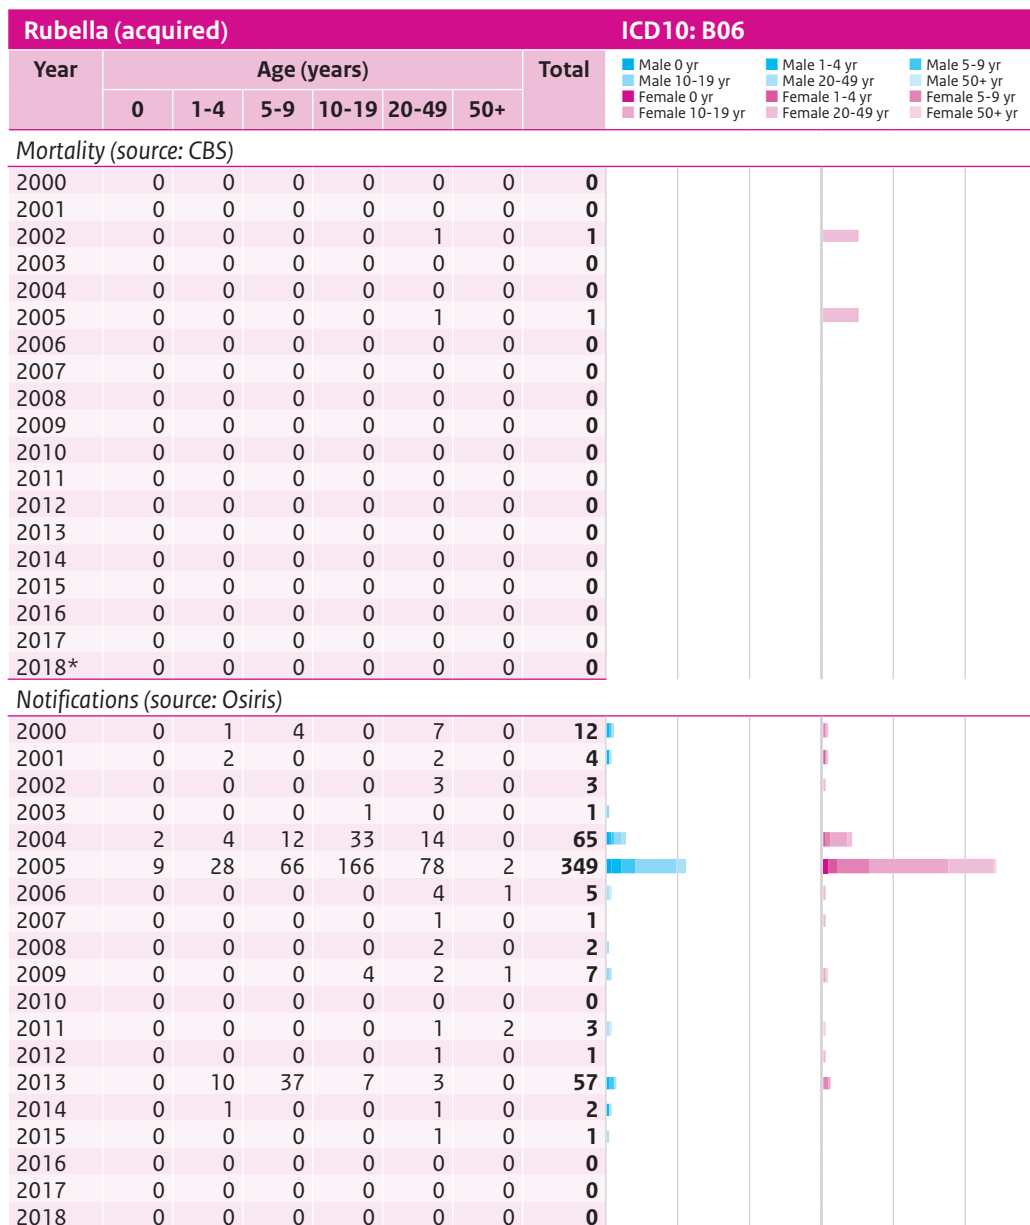 Rubella (acquired) ICD10: B06
Year Age (years) Total Male 0 yr Male 1-4 yr Male 5-9 yr
Male 10-19 yr Male 20-49 yr Male 50+ yr
0 1-4 5-9 10-19 20-49 50+ Female 0 yr Female 1-4 yr Female 5-9 yr
Female 10-19 yr Female 20-49 yr Female 50+ yr
Mortality (source: CBS)
2000 0 0 0 0 0 0 0
2001 0 0 0 0 0 0 0
2002 0 0 0 0 1 0 1
2003 0 0 0 0 0 0 0
2004 0 0 0 0 0 0 0
2005 0 0 0 0 1 0 1
2006 0 0 0 0 0 0 0
2007 0 0 0 0 0 0 0
2008 0 0 0 0 0 0 0
2009 0 0 0 0 0 0 0
2010 0 0 0 0 0 0 0
2011 0 0 0 0 0 0 0
2012 0 0 0 0 0 0 0
2013 0 0 0 0 0 0 0
2014 0 0 0 0 0 0 0
2015 0 0 0 0 0 0 0
2016 0 0 0 0 0 0 0
2017 0 0 0 0 0 0 0
2018* 0 0 0 0 0 0 0
Notifications (source: Osiris)
2000 0 1 4 0 7 0 12
2001 0 2 0 0 2 0 4
2002 0 0 0 0 3 0 3
2003 0 0 0 1 0 0 1
2004 2 4 12 33 14 0 65
2005 9 28 66 166 78 2 349
2006 0 0 0 0 4 1 5
2007 0 0 0 0 1 0 1
2008 0 0 0 0 2 0 2
2009 0 0 0 4 2 1 7
2010 0 0 0 0 0 0 0
2011 0 0 0 0 1 2 3
2012 0 0 0 0 1 0 1
2013 0 10 37 7 3 0 57
2014 0 1 0 0 1 0 2
2015 0 0 0 0 1 0 1
2016 0 0 0 0 0 0 0
2017 0 0 0 0 0 0 0
2018 0 0 0 0 0 0 0